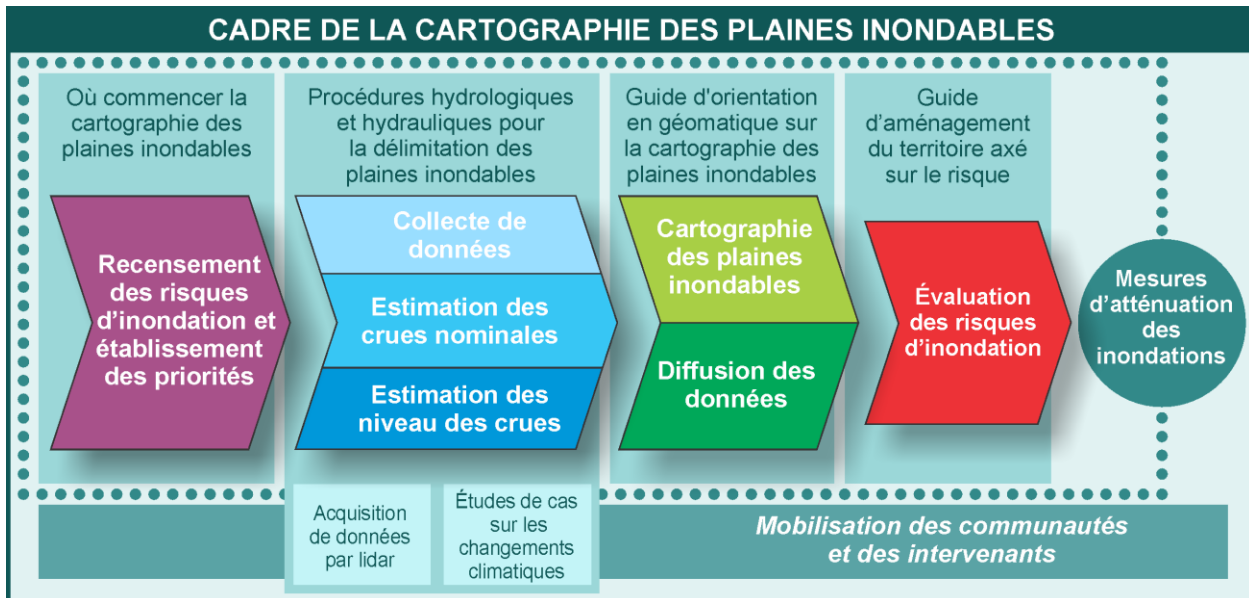 CADRE DE LA CARTOGRAPHIE DES PLAINES INONDABLES
Où commencer la
cartographie des
plaines inondables
Recensement
des risques
d'inondation et
établissement
des priorités
Procédures hydrologiques
et hydrauliques pour
la délimitation des
plaines inondables
Collecte de
données
Estimation des
crues nominales
Estimation des
niveau des crues
Acquisition
de données
par lidar
Études de cas
sur les
changements
climatiques
Guide d'orientation
en géomatique sur
la cartographie des
plaines inondables
Cartographie
des plaines
inondables
Diffusion des
données
Guide
d’aménagement
du territoire axé
sur le risque
Évaluation
des risques
d’inondation
Mesures
d’atténuation
des
inondations
Mobilisation des communautés
et des intervenants